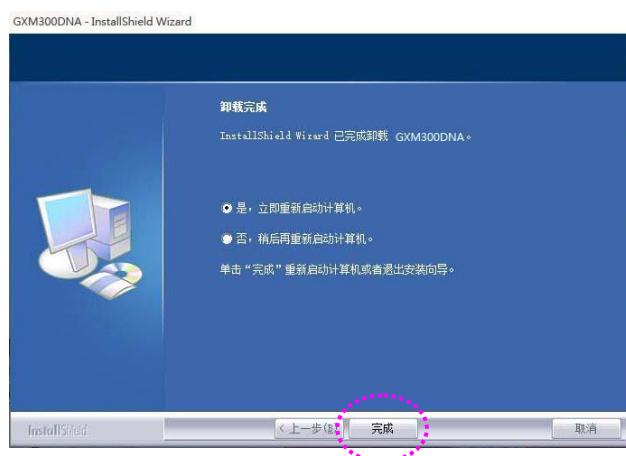 GXM300DNA - InstallShield Wizard
卸载完成
InstallShield Wizard 已完成卸载 GXM300DNA。
是，立即重新启动计算机。
否，稍后再重新启动计算机。
单击“完成”重新启动计算机或者退出安装向导。
InstallShield
< 上一步(B) 完成 取消